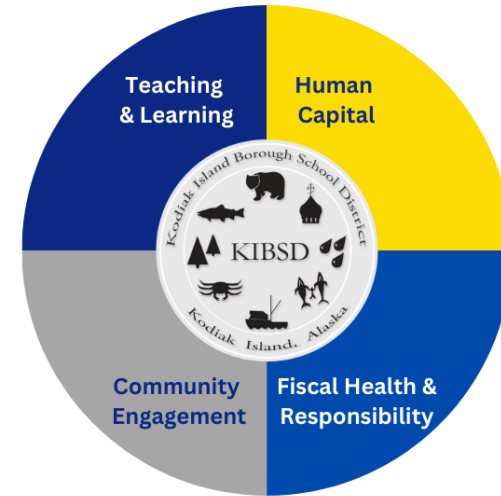 Teaching
& Learning
Human
Capital
Kodiak Island Borough School District
KIBSD
Kodiak Island, Alaska
Community
Engagement
Fiscal Health &
Responsibility